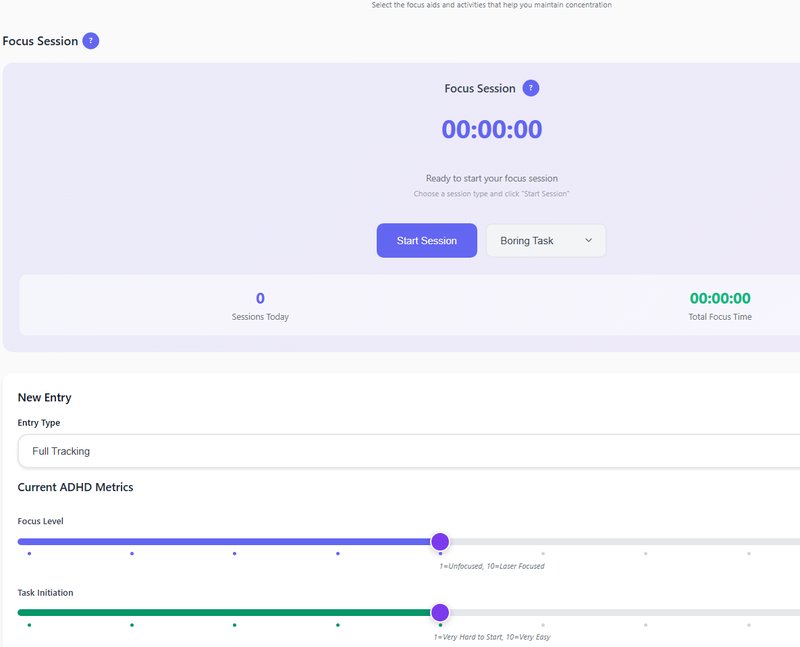 Select the focus aids and activities that help you maintain concentration
Focus Session ?
Focus Session ?
00:00:00
Ready to start your focus session
Choose a session type and click "Start Session"
Start Session
Boring Task
0
Sessions Today
00:00:00
Total Focus Time
New Entry
Entry Type
Full Tracking
Current ADHD Metrics
Focus Level
1=Unfocused, 10=Laser Focused
Task Initiation
1=Very Hard to Start, 10=Very Easy